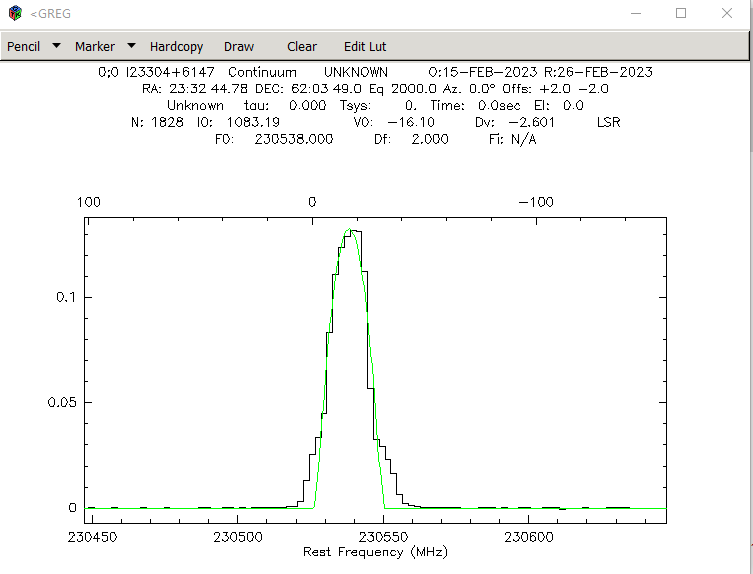 <GREG
Pencil Marker Hardcopy Draw Clear Edit Lut
0;0 I23304+6147 Continuum UNKNOWN O:15-FEB-2023 R:26-FEB-2023
RA: 23:32 44.78 DEC: 62:03 49.0 Eq 2000.0 Az. 0.0° Offs: +2.0 -2.0
Unknown tau: 0.000 Tsys: 0. Time: 0.0sec El: 0.0
N: 1828 I0: 1083.19 V0: -16.10 Dv: -2.601 LSR
F0: 230538.000 Df: 2.000 Fi: N/A
100 0 -100
0.1
0.05
0
230450 230500 230550 230600
Rest Frequency (MHz)